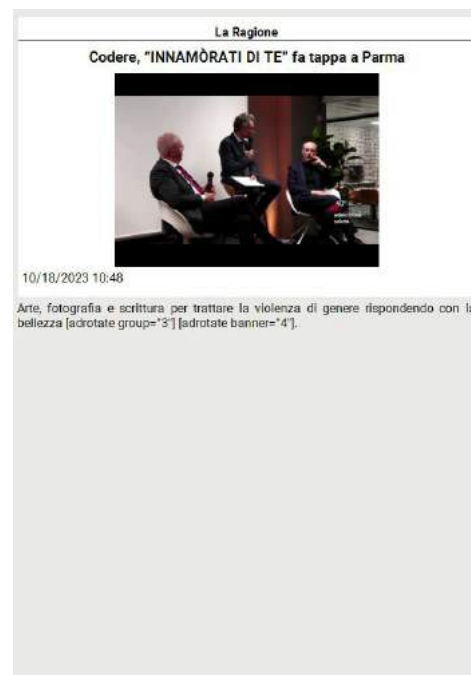 La Ragione
Codere, "INNAMÒRATI DI TE" fa tappa a Parma
10/18/2023 10:48
Arte, fotografia e scrittura per trattare la violenza di genere rispondendo con la
bellezza [adrotate group="3"] [adrotate banner="4"].